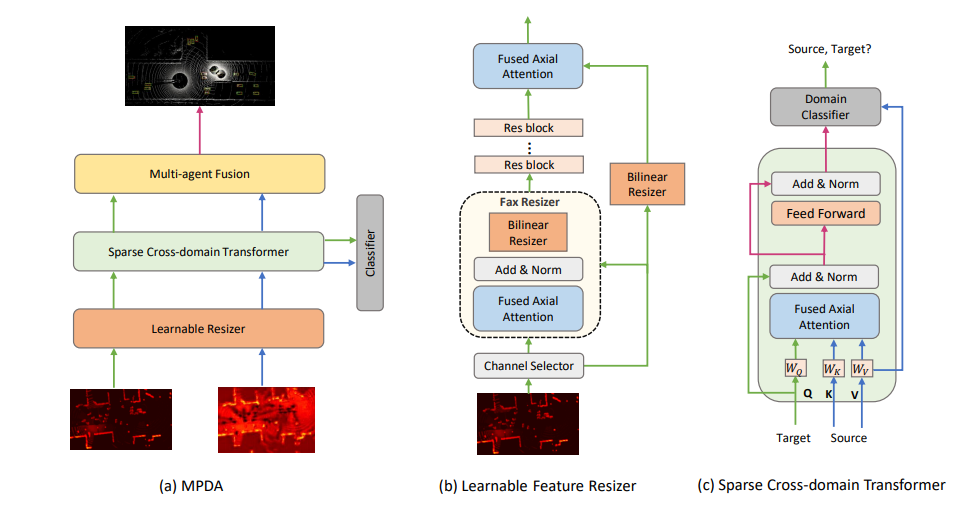 Multi-agent Fusion
Sparse Cross-domain Transformer
Classifier
Learnable Resizer
(a) MPDA
Fused Axial
Attention
Res block
⋮
Res block
Bilinear
Resizer
Fax Resizer
Bilinear
Resizer
Add & Norm
Fused Axial
Attention
Channel Selector
(b) Learnable Feature Resizer
Source, Target?
Domain
Classifier
Add & Norm
Feed Forward
Add & Norm
Fused Axial
Attention
W_Q W_K W_V
Q K V
Target Source
(c) Sparse Cross-domain Transformer